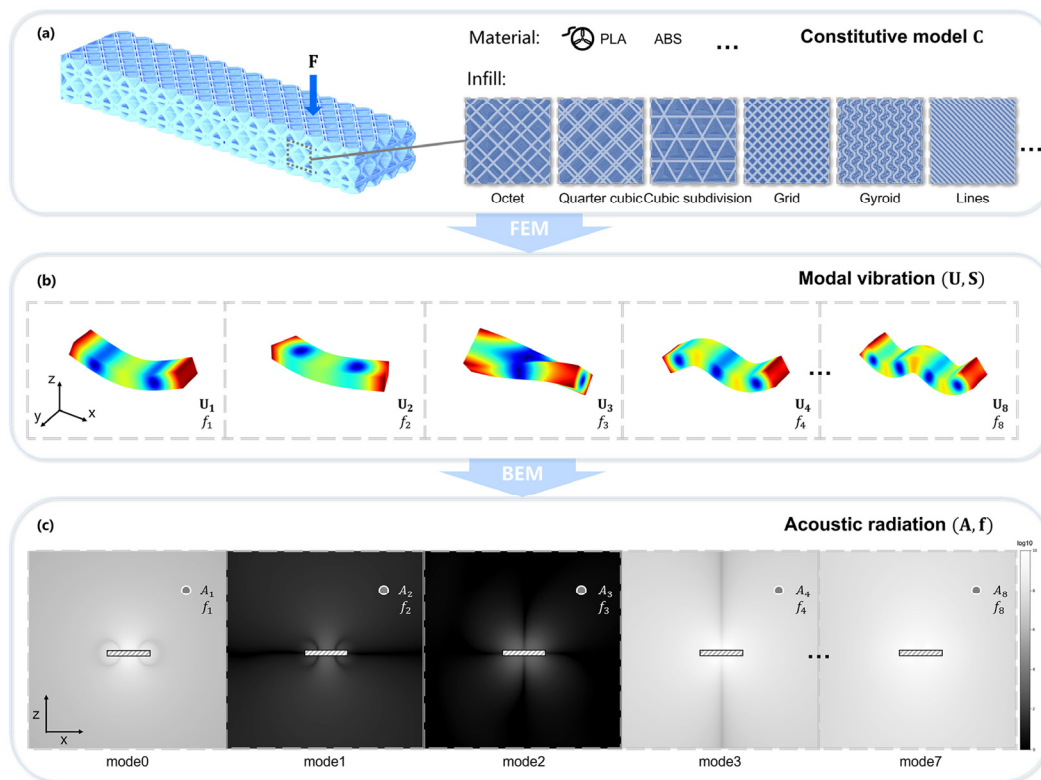 (a)
Material: PLA ABS ... Constitutive model C
F
Infill:
...
Octet Quarter cubic Cubic subdivision Grid Gyroid Lines
FEM
(b) Modal vibration (U, S)
z
y x
...
U1 U2 U3 U4 U8
f1 f2 f3 f4 f8
BEM
(c) Acoustic radiation (A, f)
log10
A1 A2 A3 A4 A8
f1 f2 f3 f4 f8
...
z
x
mode0 mode1 mode2 mode3 mode7